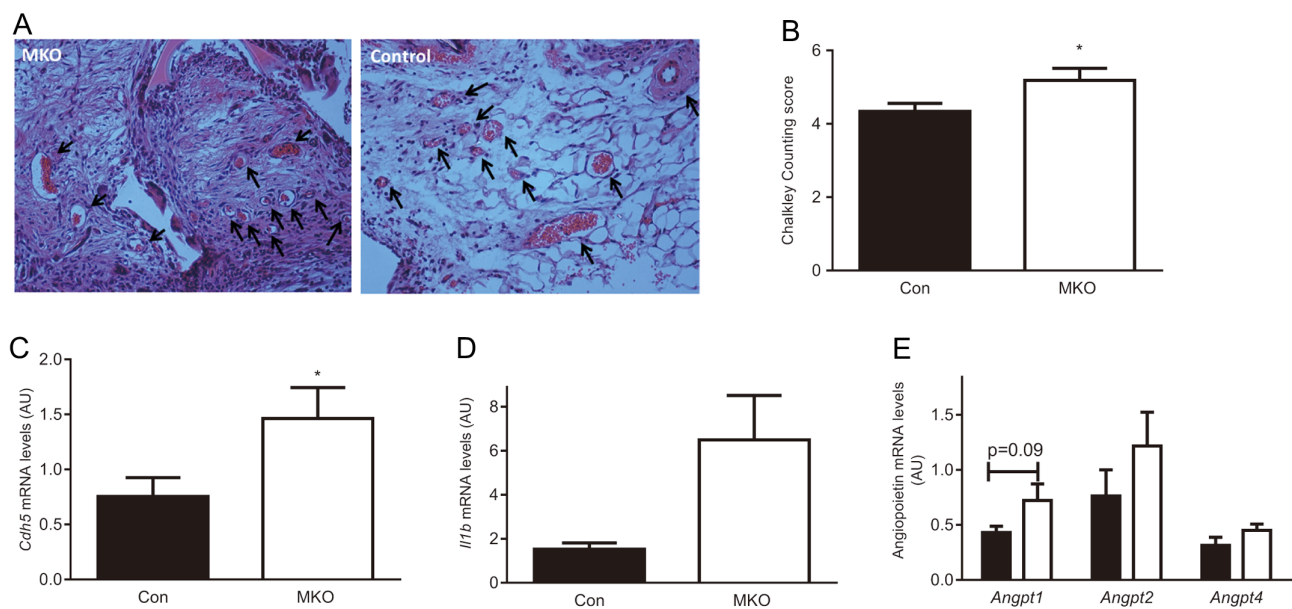 A
MKO
Control
B
Chalkley Counting score
6
4
2
0
*
Con
MKO
C
Cdh5 mRNA levels (AU)
2.0
1.5
1.0
0.5
0.0
*
Con
MKO
D
Il1b mRNA levels (AU)
8
6
4
2
0
Con
MKO
E
Angiopoietin mRNA levels
(AU)
1.5
1.0
0.5
0.0
p=0.09
Angpt1
Angpt2
Angpt4